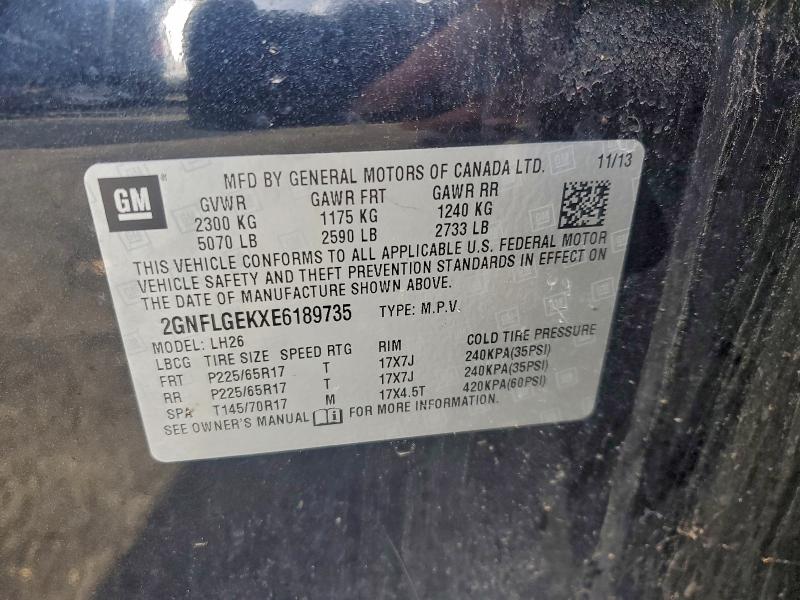 GM ® MFD BY GENERAL MOTORS OF CANADA LTD. 11/13
GVWR GAWR FRT GAWR RR
2300 KG 1175 KG 1240 KG
5070 LB 2590 LB 2733 LB
THIS VEHICLE CONFORMS TO ALL APPLICABLE U.S. FEDERAL MOTOR
VEHICLE SAFETY AND THEFT PREVENTION STANDARDS IN EFFECT ON
THE DATE OF MANUFACTURE SHOWN ABOVE.
2GNFLGEKXE6189735 TYPE: M.P.V.
MODEL: LH26
LBCG TIRE SIZE SPEED RTG RIM COLD TIRE PRESSURE
FRT P225/65R17 T 17X7J 240KPA(35PSI)
RR P225/65R17 T 17X7J 240KPA(35PSI)
SPA T145/70R17 M 17X4.5T 420KPA(60PSI)
SEE OWNER'S MANUAL FOR MORE INFORMATION.